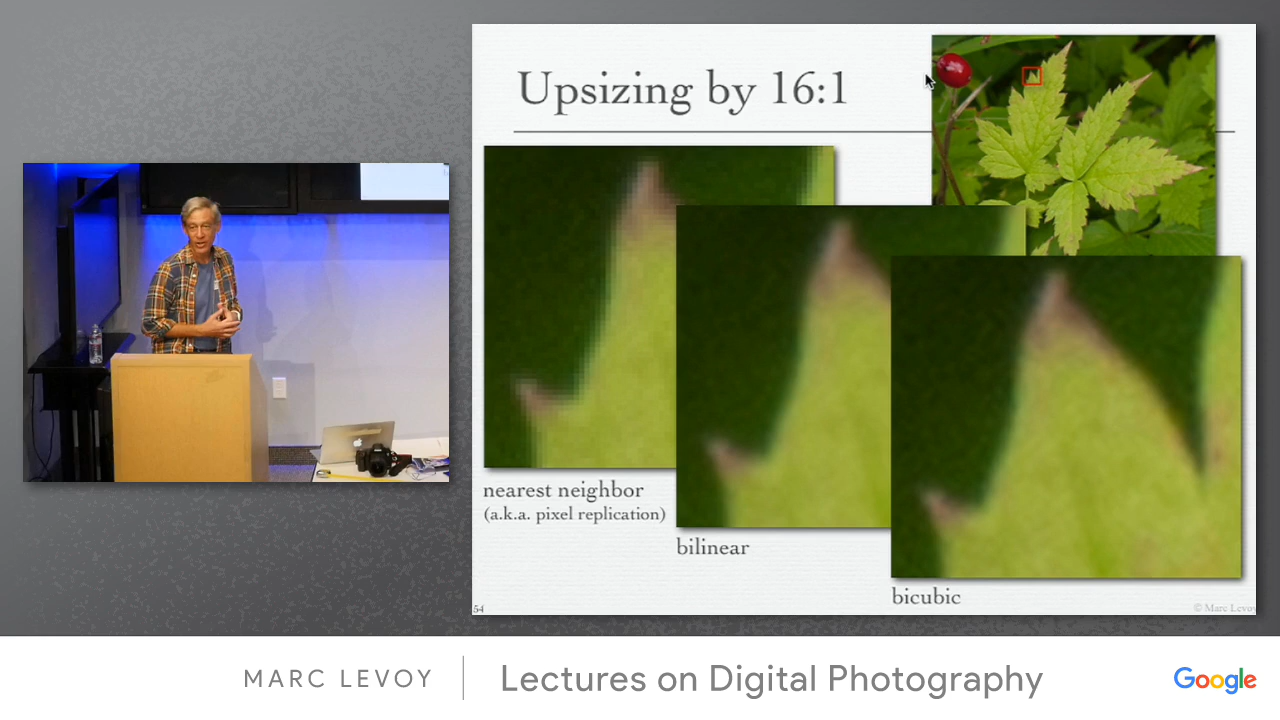 Upsizing by 16:1
nearest neighbor
(a.k.a. pixel replication)
bilinear
bicubic
54
© Marc Levoy
MARC LEVOY
Lectures on Digital Photography
Google